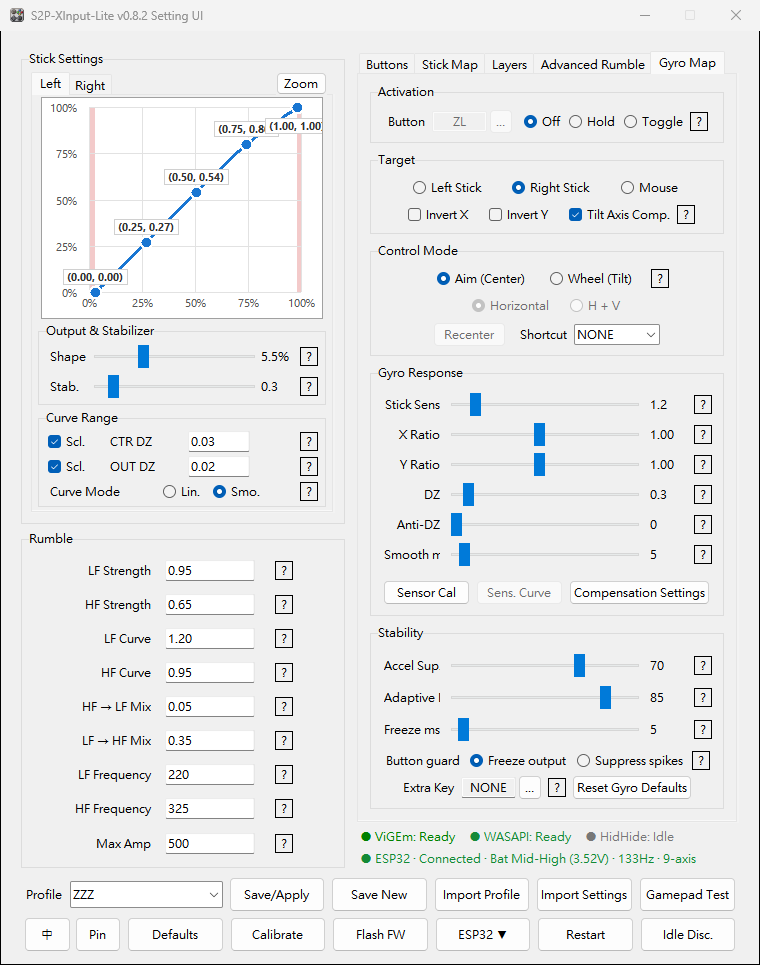 S2P-XInput-Lite v0.8.2 Setting UI
Stick Settings
Left Right Zoom
100%
75%
50%
25%
0%
(0.00, 0.00)
(0.25, 0.27)
(0.50, 0.54)
(0.75, 0.8
(1.00, 1.00)
0% 25% 50% 75% 100%
Output & Stabilizer
Shape 5.5% ?
Stab. 0.3 ?
Curve Range
Scl. CTR DZ 0.03 ?
Scl. OUT DZ 0.02 ?
Curve Mode Lin. Smo. ?
Rumble
LF Strength 0.95 ?
HF Strength 0.65 ?
LF Curve 1.20 ?
HF Curve 0.95 ?
HF → LF Mix 0.05 ?
LF → HF Mix 0.35 ?
LF Frequency 220 ?
HF Frequency 325 ?
Max Amp 500 ?
Buttons Stick Map Layers Advanced Rumble Gyro Map
Activation
Button ZL ... Off Hold Toggle ?
Target
Left Stick Right Stick Mouse
Invert X Invert Y Tilt Axis Comp. ?
Control Mode
Aim (Center) Wheel (Tilt) ?
Horizontal H + V
Recenter Shortcut NONE
Gyro Response
Stick Sens 1.2 ?
X Ratio 1.00 ?
Y Ratio 1.00 ?
DZ 0.3 ?
Anti-DZ 0 ?
Smooth m 5 ?
Sensor Cal Sens. Curve Compensation Settings
Stability
Accel Sup. 70 ?
Adaptive 85 ?
Freeze ms 5 ?
Button guard Freeze output Suppress spikes ?
Extra Key NONE ... ? Reset Gyro Defaults
ViGEm: Ready WASAPI: Ready HidHide: Idle
ESP32 · Connected · Bat Mid-High (3.52V) · 133Hz · 9-axis
Profile ZZZ Save/Apply Save New Import Profile Import Settings Gamepad Test
中 Pin Defaults Calibrate Flash FW ESP32 ▼ Restart Idle Disc.